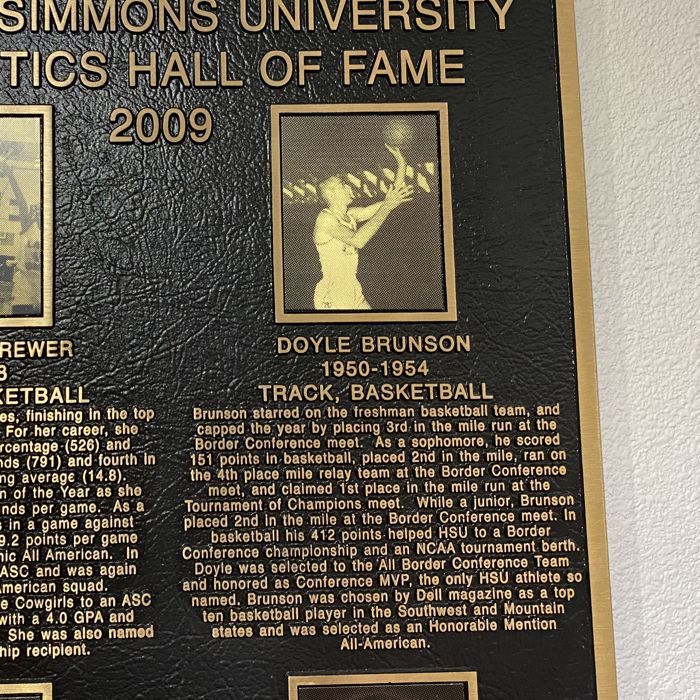 SIMMONS UNIVERSITY
TICS HALL OF FAME
2009
REWER
KETBALL
es, finishing in the top
For her career, she
rcentage (526) and
nds (791) and fourth in
ng average (14.8).
n of the Year as she
nds per game. As a
s in a game against
9.2 points per game
nic All American. In
ASC and was again
merican squad.
e Cowgirls to an ASC
with a 4.0 GPA and
She was also named
hip recipient.
DOYLE BRUNSON
1950-1954
TRACK, BASKETBALL
Brunson starred on the freshman basketball team, and
capped the year by placing 3rd in the mile run at the
Border Conference meet. As a sophomore, he scored
151 points in basketball, placed 2nd in the mile, ran on
the 4th place mile relay team at the Border Conference
meet, and claimed 1st place in the mile run at the
Tournament of Champions meet. While a junior, Brunson
placed 2nd in the mile at the Border Conference meet. In
basketball his 412 points helped HSU to a Border
Conference championship and an NCAA tournament berth.
Doyle was selected to the All Border Conference Team
and honored as Conference MVP, the only HSU athlete so
named. Brunson was chosen by Dell magazine as a top
ten basketball player in the Southwest and Mountain
states and was selected as an Honorable Mention
All-American.